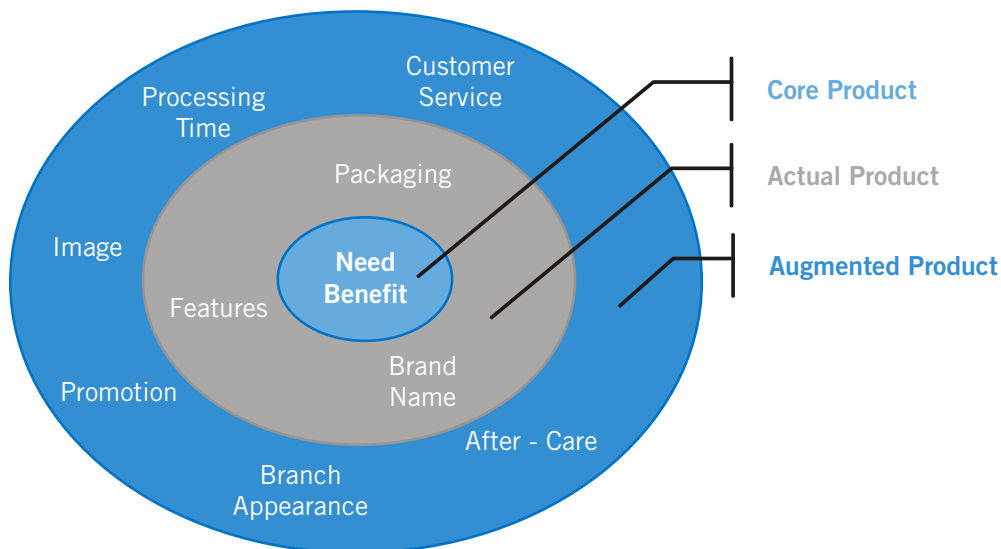 Customer
Service
Processing
Time
Core Product
Packaging
Actual Product
Image
Need
Benefit
Augmented Product
Features
Brand
Name
Promotion
After - Care
Branch
Appearance